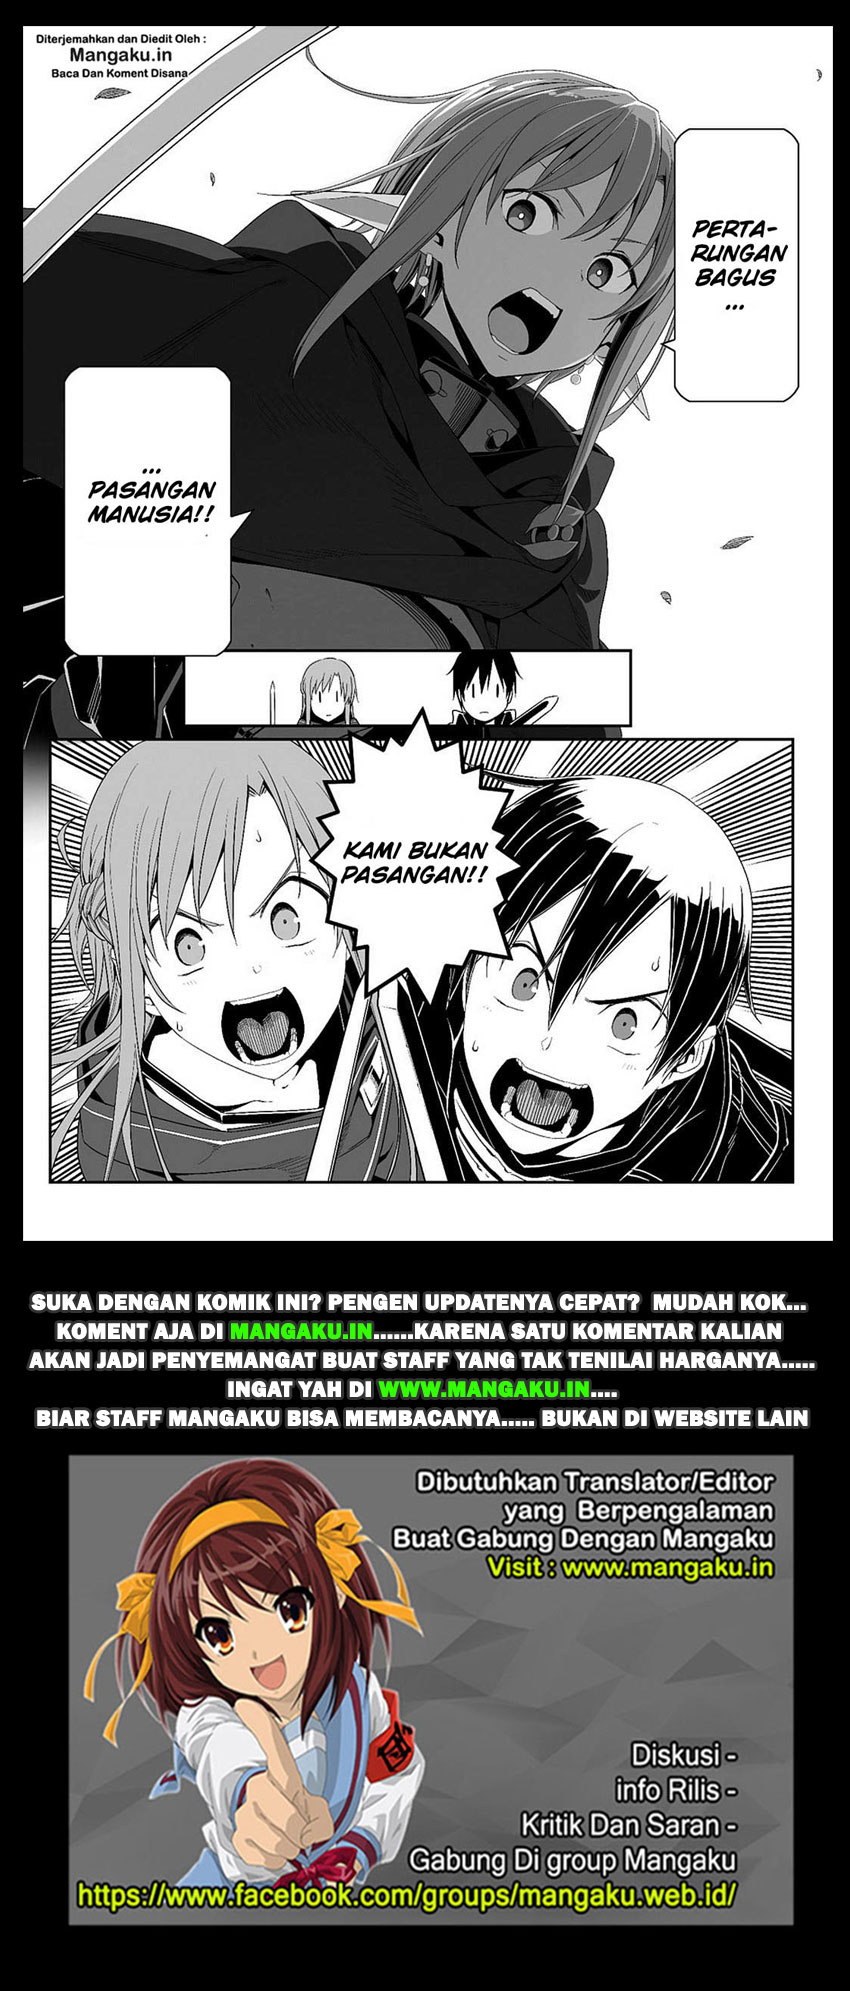 Diterjemahkan dan Diedit Oleh :
Mangaku.in
Baca Dan Koment Disana
PERTA-
RUNGAN
BAGUS
...
...
PASANGAN
MANUSIA!!
KAMI BUKAN
PASANGAN!!
SUKA DENGAN KOMIK INI? PENGEN UPDATENYA CEPAT?  MUDAH KOK...
KOMENT AJA DI MANGAKU.IN......KARENA SATU KOMENTAR KALIAN
AKAN JADI PENYEMANGAT BUAT STAFF YANG TAK TENILAI HARGANYA.....
INGAT YAH DI WWW.MANGAKU.IN....
BIAR STAFF MANGAKU BISA MEMBACANYA..... BUKAN DI WEBSITE LAIN
Dibutuhkan Translator/Editor
yang  Berpengalaman
Buat Gabung Dengan Mangaku
Visit : www.mangaku.in
団
Diskusi -
info Rilis -
Kritik Dan Saran -
Gabung Di group Mangaku
https://www.facebook.com/groups/mangaku.web.id/